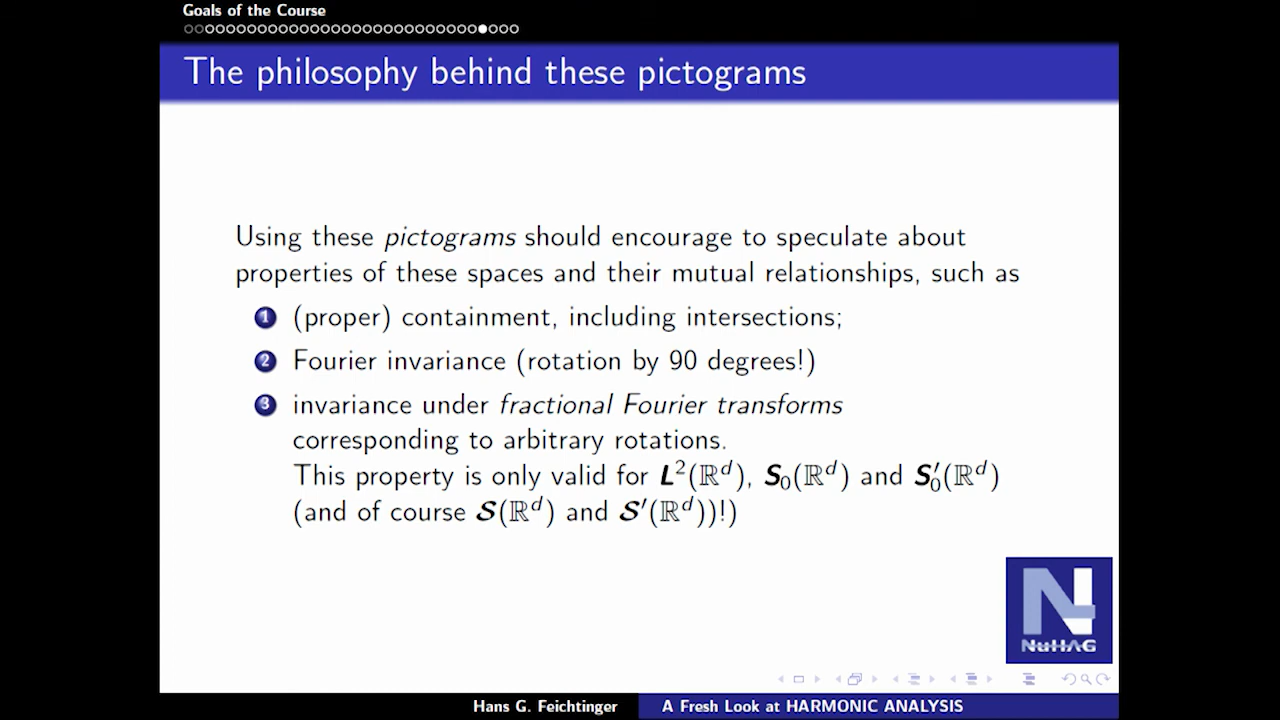 Goals of the Course
The philosophy behind these pictograms
Using these pictograms should encourage to speculate about
properties of these spaces and their mutual relationships, such as
1 (proper) containment, including intersections;
2 Fourier invariance (rotation by 90 degrees!)
3 invariance under fractional Fourier transforms
corresponding to arbitrary rotations.
This property is only valid for L²(ℝᵈ), S₀(ℝᵈ) and S₀′(ℝᵈ)
(and of course 𝓢(ℝᵈ) and 𝓢′(ℝᵈ))!)
N
NuHAG
Hans G. Feichtinger
A Fresh Look at HARMONIC ANALYSIS